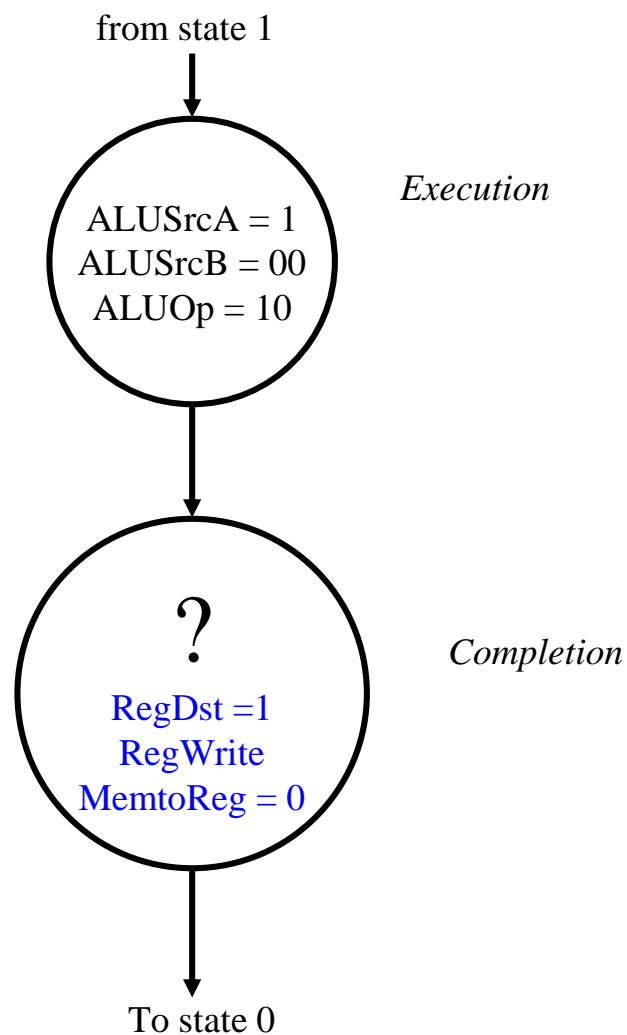 from state 1
Execution
ALUSrcA = 1
ALUSrcB = 00
ALUOp = 10
?
Completion
RegDst =1
RegWrite
MemtoReg = 0
To state 0